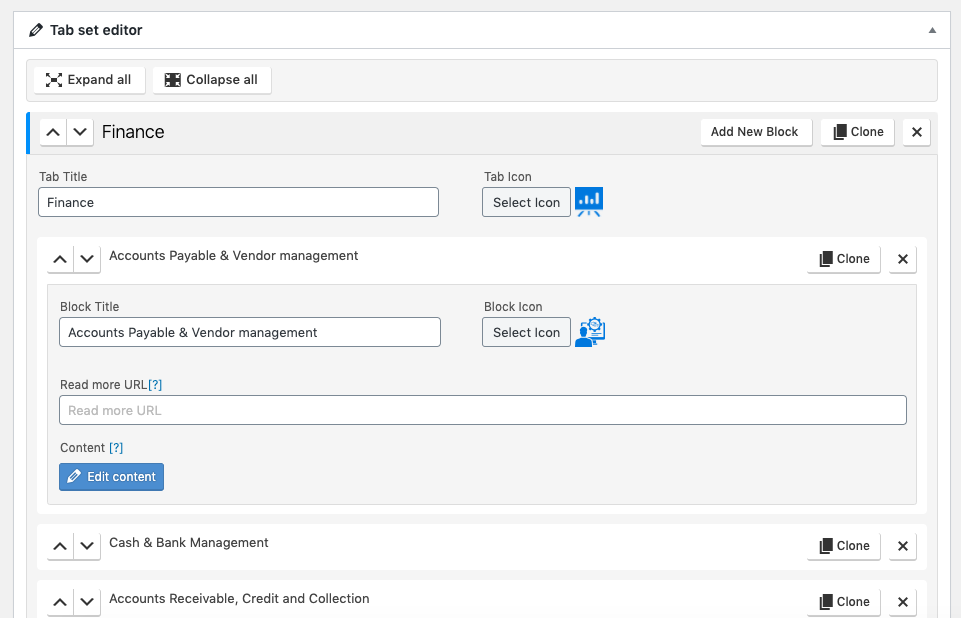 Tab set editor
Expand all Collapse all
Finance Add New Block Clone
Tab Title Tab Icon
Finance Select Icon
Accounts Payable & Vendor management Clone
Block Title Block Icon
Accounts Payable & Vendor management Select Icon
Read more URL[?]
Read more URL
Content [?]
Edit content
Cash & Bank Management Clone
Accounts Receivable, Credit and Collection Clone